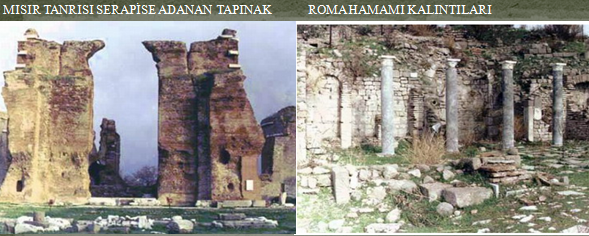 MISIR TANRISI SERAPİSE ADANAN TAPINAK
ROMA HAMAMI KALINTILARI